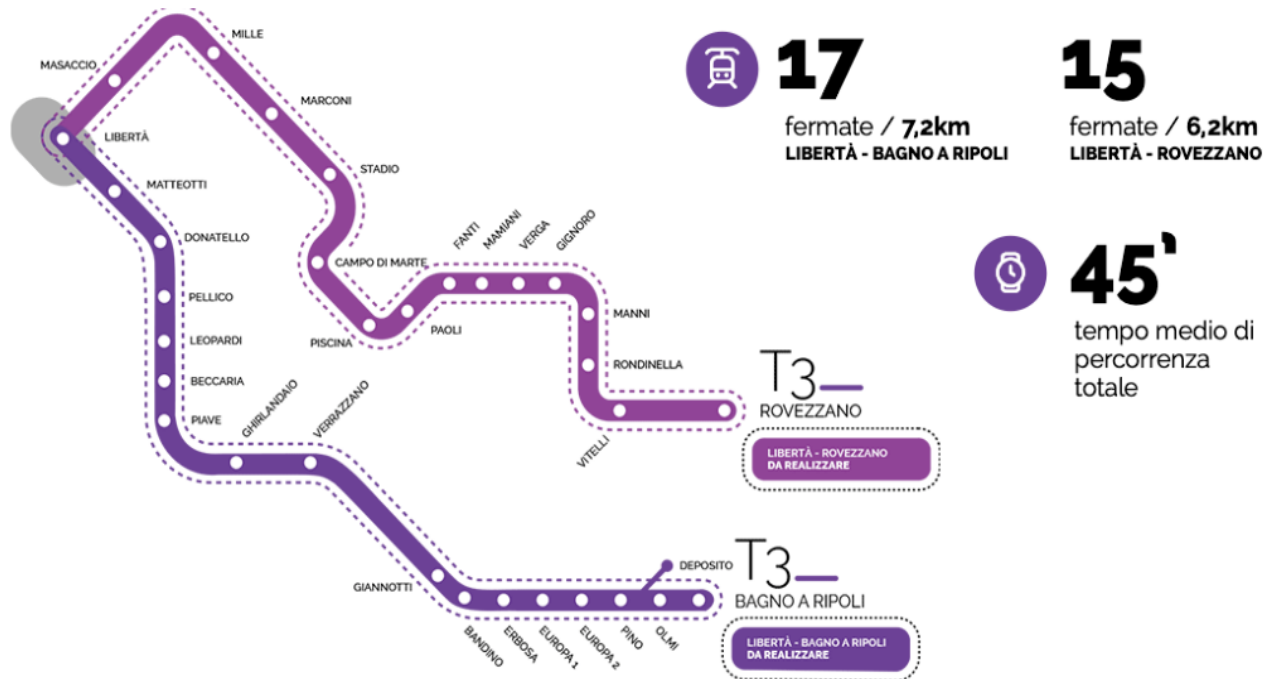 MILLE
MASACCIO
MARCONI
LIBERTÀ
STADIO
MATTEOTTI
DONATELLO
FANTI
MAMIANI
VERGA
GIGNORO
CAMPO DI MARTE
PELLICO
MANNI
PAOLI
LEOPARDI
PISCINA
RONDINELLA
BECCARIA
GHIRLANDAIO
VERRAZZANO
PIAVE
VITELLI
T3
ROVEZZANO
LIBERTÀ - ROVEZZANO
DA REALIZZARE
DEPOSITO
GIANNOTTI
BANDINO
ERBOSA
EUROPA 1
EUROPA 2
PINO
OLMI
T3
BAGNO A RIPOLI
LIBERTÀ - BAGNO A RIPOLI
DA REALIZZARE
17
fermate / 7,2km
LIBERTÀ - BAGNO A RIPOLI
15
fermate / 6,2km
LIBERTÀ - ROVEZZANO
45'
tempo medio di
percorrenza
totale